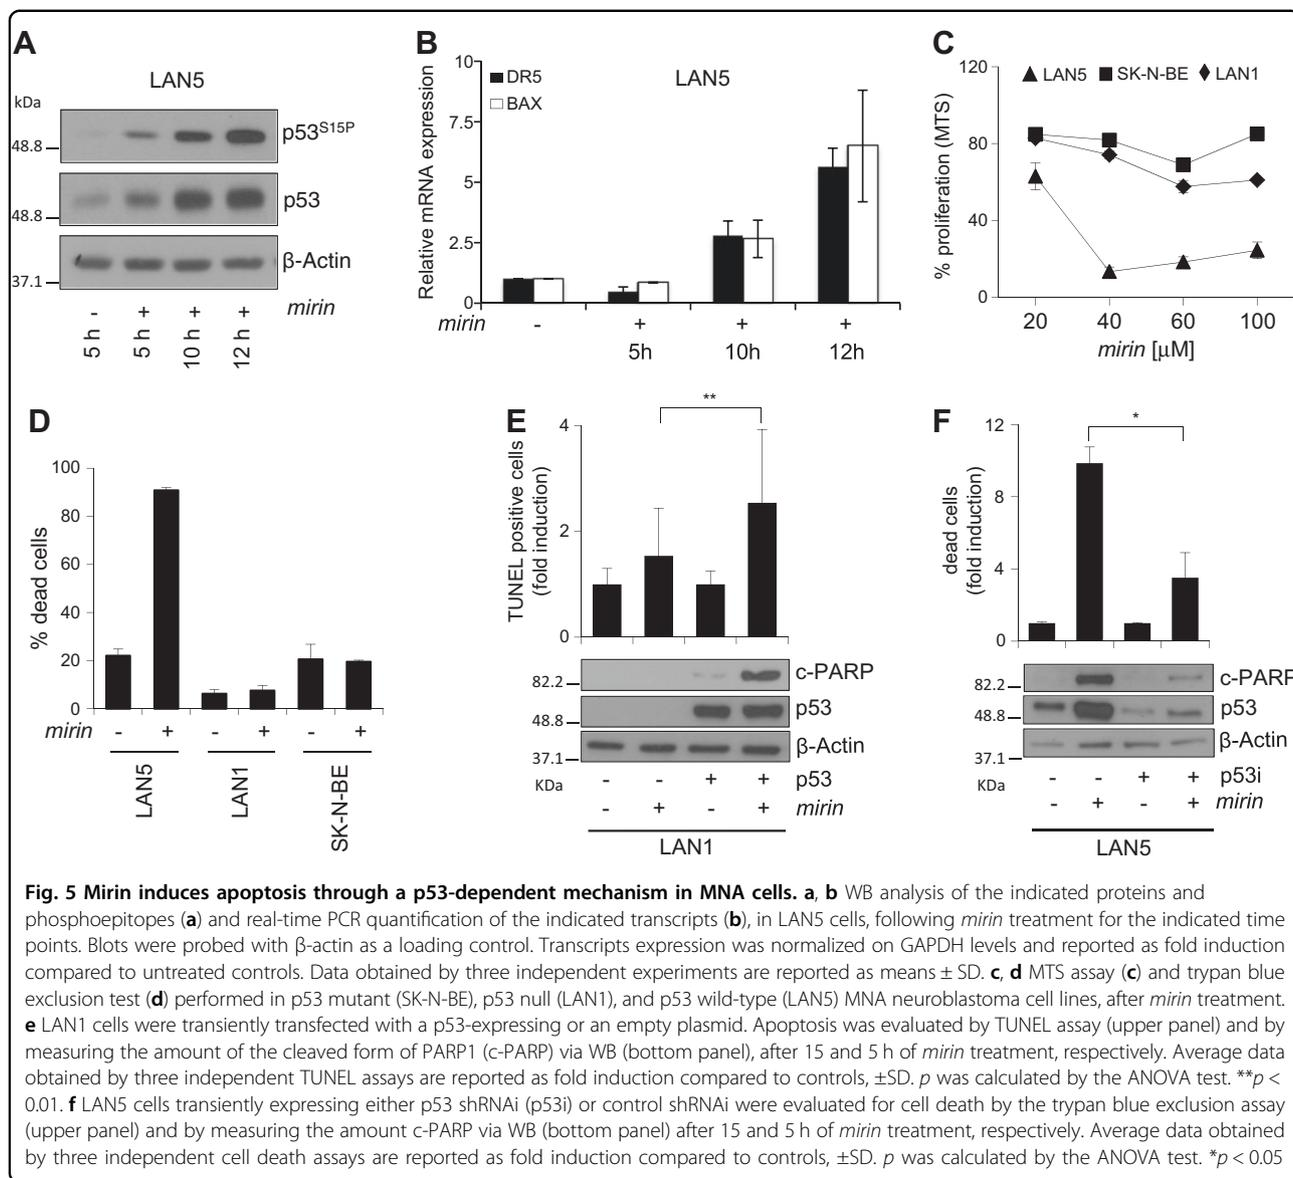 A
LAN5
kDa
p53S15P
48.8
p53
48.8
β-Actin
37.1
- + + + mirin
5 h 5 h 10 h 12 h
B
LAN5
DR5
BAX
Relative mRNA expression
10
7.5
5
2.5
0
mirin - + + +
5h 10h 12h
C
LAN5 SK-N-BE LAN1
% proliferation (MTS)
120
80
40
0
20 40 60 100
mirin [μM]
D
% dead cells
100
80
60
40
20
0
mirin - + - + - +
LAN5 LAN1 SK-N-BE
E
**
TUNEL positive cells
(fold induction)
4
2
0
c-PARP
82.2
p53
48.8
β-Actin
37.1
KDa
- - + + p53
- + - + mirin
LAN1
F
*
dead cells
(fold induction)
12
8
4
0
c-PARP
82.2
p53
48.8
β-Actin
37.1
- - + + p53i
- + - + mirin
LAN5
Fig. 5 Mirin induces apoptosis through a p53-dependent mechanism in MNA cells. a, b WB analysis of the indicated proteins and
phosphoepitopes (a) and real-time PCR quantification of the indicated transcripts (b), in LAN5 cells, following mirin treatment for the indicated time
points. Blots were probed with β-actin as a loading control. Transcripts expression was normalized on GAPDH levels and reported as fold induction
compared to untreated controls. Data obtained by three independent experiments are reported as means ± SD. c, d MTS assay (c) and trypan blue
exclusion test (d) performed in p53 mutant (SK-N-BE), p53 null (LAN1), and p53 wild-type (LAN5) MNA neuroblastoma cell lines, after mirin treatment.
e LAN1 cells were transiently transfected with a p53-expressing or an empty plasmid. Apoptosis was evaluated by TUNEL assay (upper panel) and by
measuring the amount of the cleaved form of PARP1 (c-PARP) via WB (bottom panel), after 15 and 5 h of mirin treatment, respectively. Average data
obtained by three independent TUNEL assays are reported as fold induction compared to controls, ±SD. p was calculated by the ANOVA test. **p <
0.01. f LAN5 cells transiently expressing either p53 shRNAi (p53i) or control shRNAi were evaluated for cell death by the trypan blue exclusion assay
(upper panel) and by measuring the amount c-PARP via WB (bottom panel) after 15 and 5 h of mirin treatment, respectively. Average data obtained
by three independent cell death assays are reported as fold induction compared to controls, ±SD. p was calculated by the ANOVA test. *p < 0.05